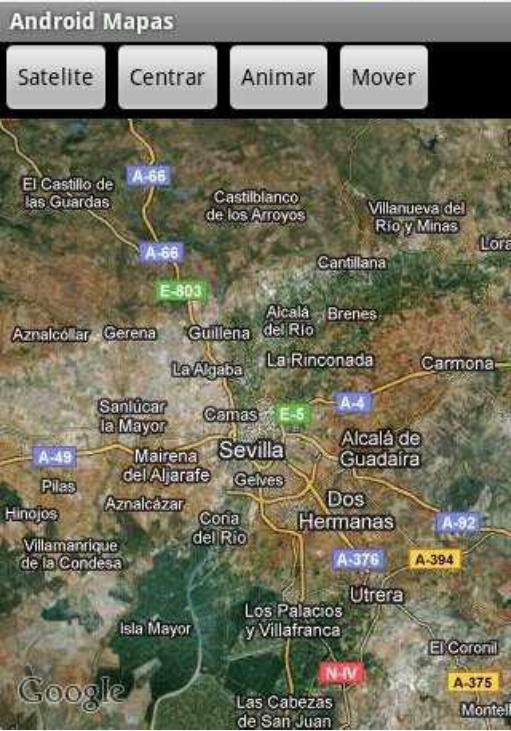 Android Mapas
Satelite Centrar Animar Mover
A-66
El Castillo de
las Guardas
Castilblanco
de los Arroyos
Villanueva del
Río y Minas
Lora
A-66
Cantillana
E-803
Alcalá
del Río
Brenes
Aznalcóllar Gerena Guillena
La Algaba
La Rinconada
Carmona
Sanlúcar
la Mayor
Camas
E-5
A-4
Sevilla
Alcalá de
Guadaira
A-49
Mairena
del Aljarafe
Pilas
Gelves
Aznalcázar
Dos
Hermanas
Hinojos
Coria
del Río
A-92
Villamanrique
de la Condesa
A-376
A-394
Utrera
Isla Mayor
Los Palacios
y Villafranca
El Coronil
N-IV
A-375
Google
Las Cabezas
de San Juan
Montell